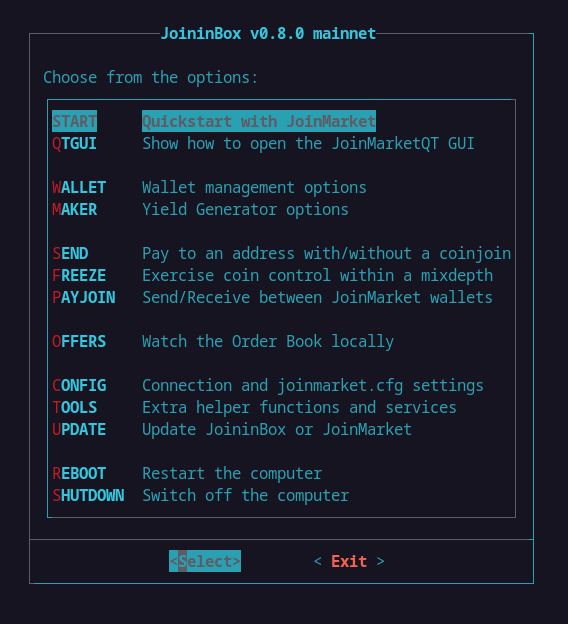 JoininBox v0.8.0 mainnet
Choose from the options:
START Quickstart with JoinMarket
QTGUI Show how to open the JoinMarketQT GUI
WALLET Wallet management options
MAKER Yield Generator options
SEND Pay to an address with/without a coinjoin
FREEZE Exercise coin control within a mixdepth
PAYJOIN Send/Receive between JoinMarket wallets
OFFERS Watch the Order Book locally
CONFIG Connection and joinmarket.cfg settings
TOOLS Extra helper functions and services
UPDATE Update JoininBox or JoinMarket
REBOOT Restart the computer
SHUTDOWN Switch off the computer
<Select> < Exit >